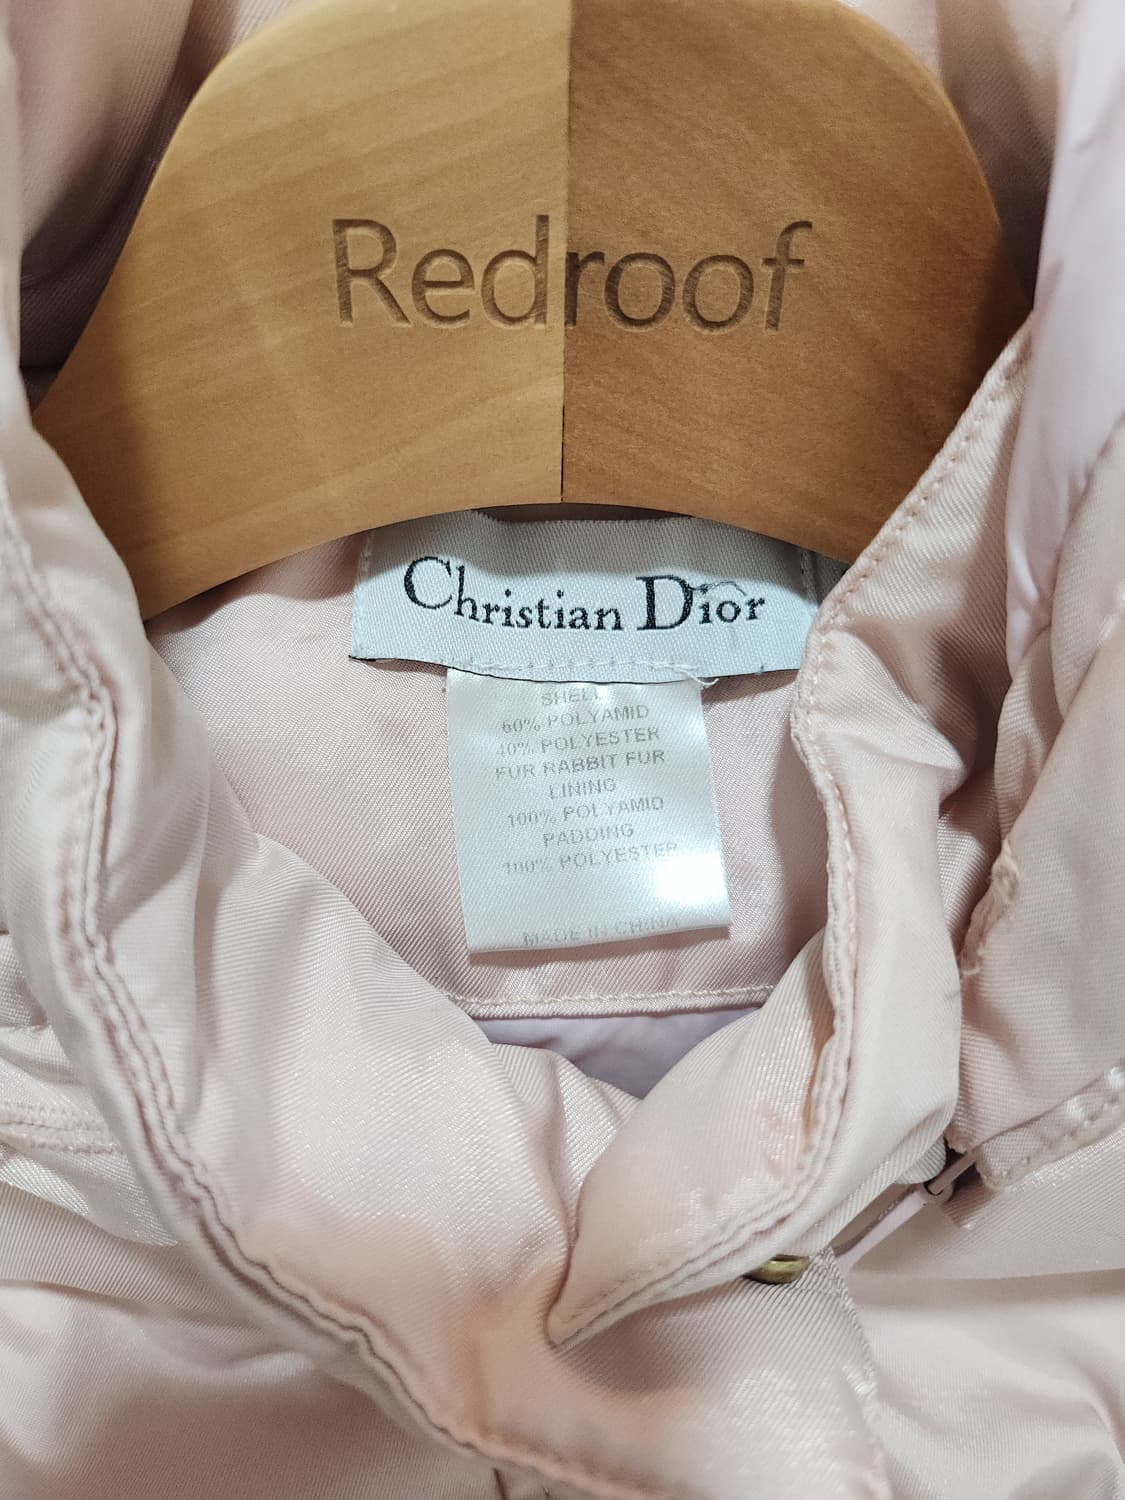 Redroof
Christian Dior
SHELL
60% POLYAMID
40% POLYESTER
FUR RABBIT FUR
LINING
100% POLYAMID
PADDING
100% POLYESTER
MADE IN CHINA